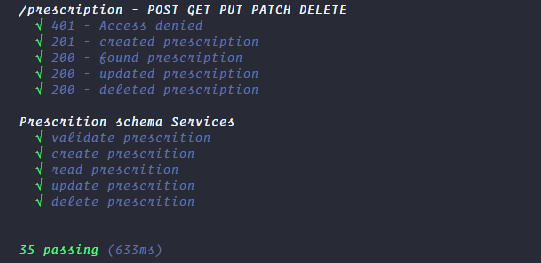 /prescription - POST GET PUT PATCH DELETE
√ 401 - Access denied
√ 201 - created prescription
√ 200 - found prescription
√ 200 - updated prescription
√ 200 - deleted prescription
Prescrition schema Services
√ validate prescrition
√ create prescrition
√ read prescrition
√ update prescrition
√ delete prescrition
35 passing (633ms)